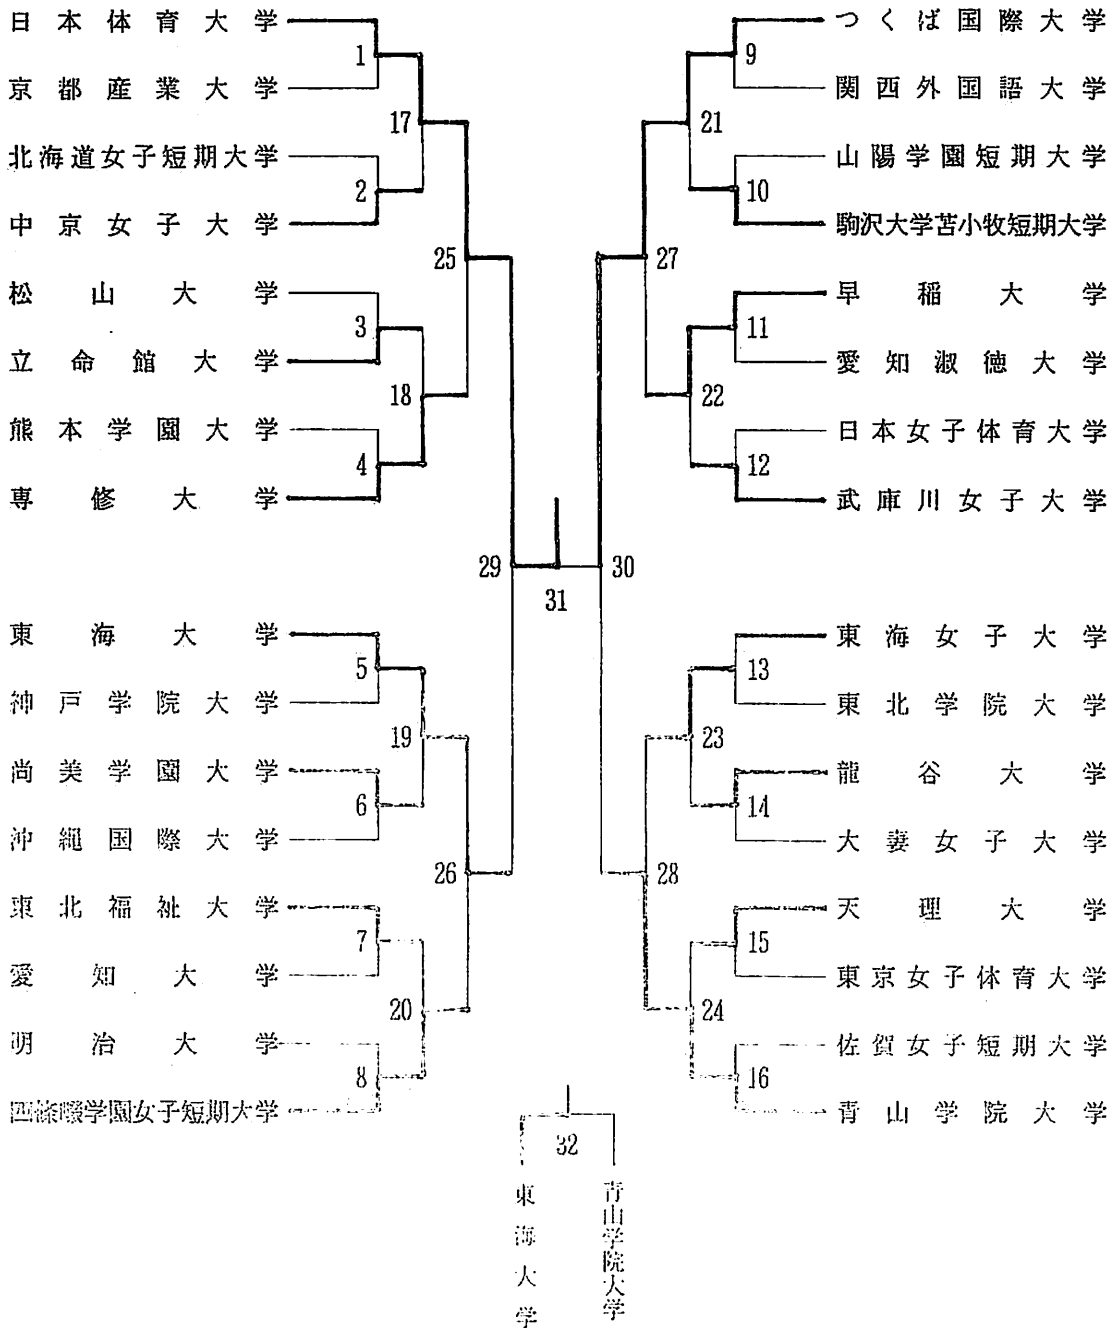 日本体育大学
京都産業大学
北海道女子短期大学
中京女子大学
松山大学
立命館大学
熊本学園大学
専修大学
東海大学
神戸学院大学
尚美学園大学
沖縄国際大学
東北福祉大学
愛知大学
明治大学
四條畷学園女子短期大学
1
2
3
4
5
6
7
8
17
18
19
20
25
26
29
31
30
27
28
21
22
23
24
9
10
11
12
13
14
15
16
つくば国際大学
関西外国語大学
山陽学園短期大学
駒沢大学苫小牧短期大学
早稲大学
愛知淑徳大学
日本女子体育大学
武庫川女子大学
東海女子大学
東北学院大学
龍谷大学
大妻女子大学
天理大学
東京女子体育大学
佐賀女子短期大学
青山学院大学
32
東海大学
青山学院大学